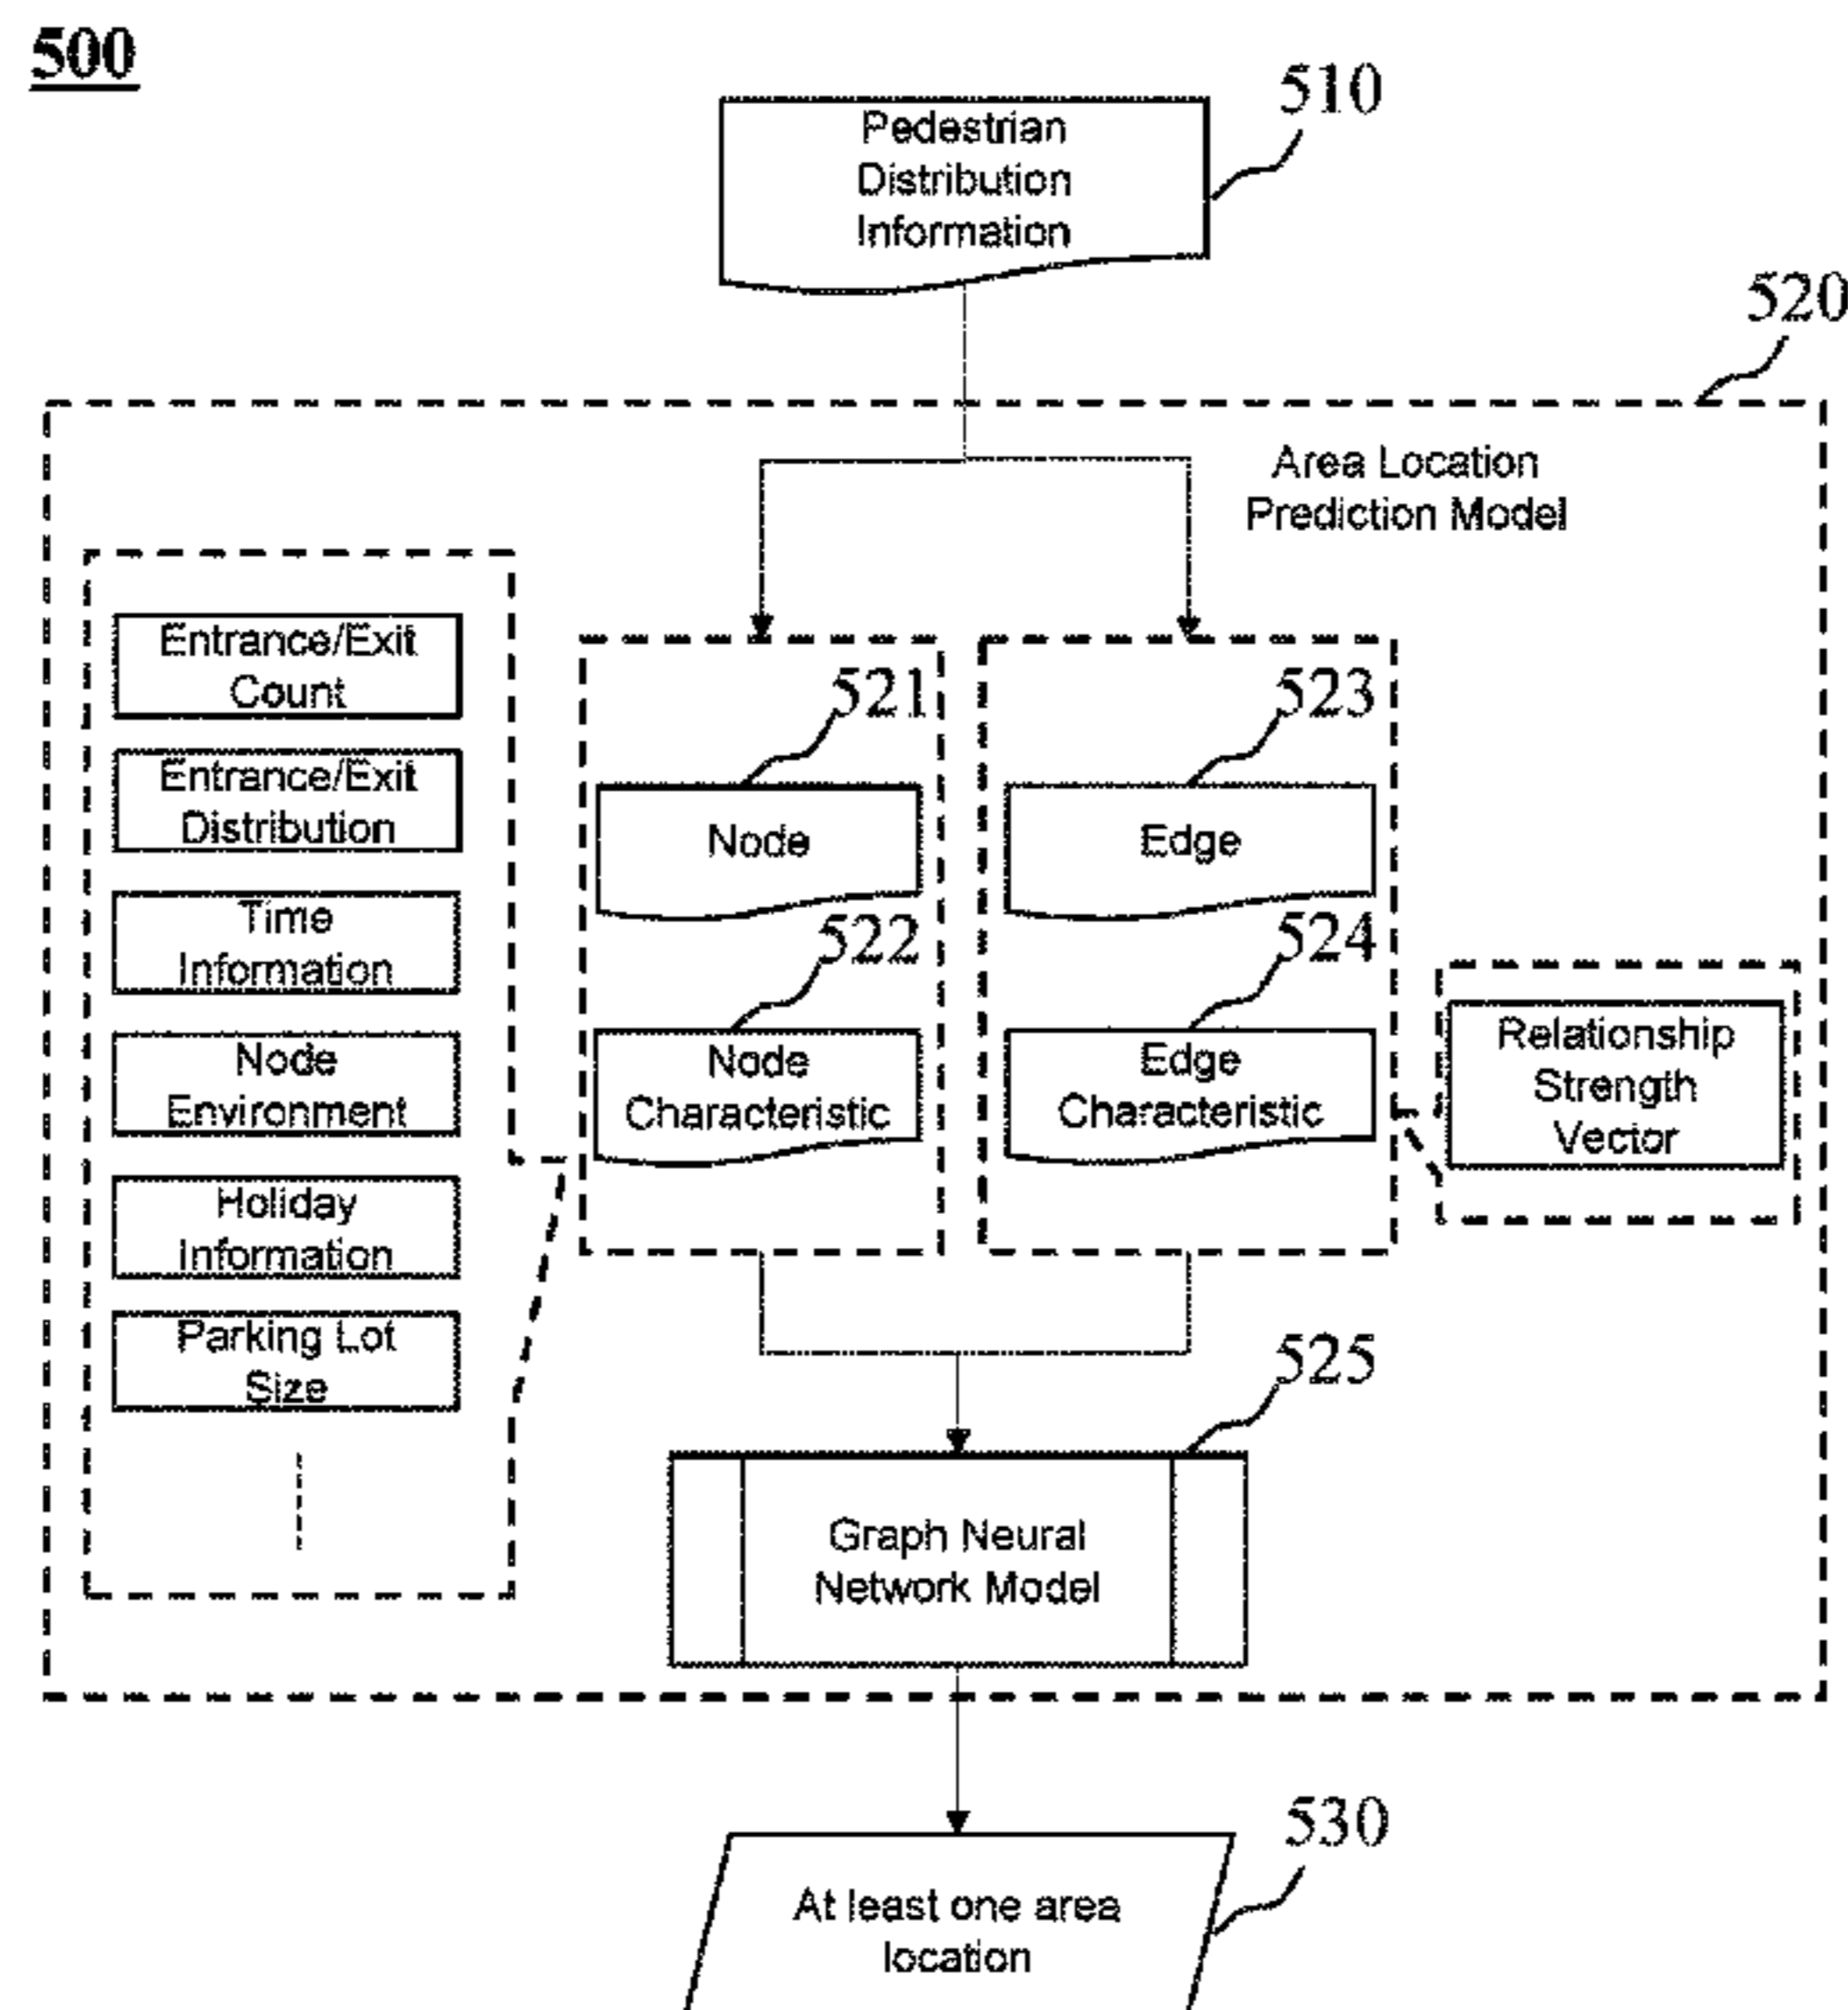 500
510
Pedestrian
Distribution
Information
520
Area Location
Prediction Model
Entrance/Exit
Count
Entrance/Exit
Distribution
Time
Information
Node
Environment
Holiday
Information
Parking Lot
Size
521
Node
522
Node
Characteristic
523
Edge
524
Edge
Characteristic
Relationship
Strength
Vector
525
Graph Neural
Network Model
530
At least one area
location